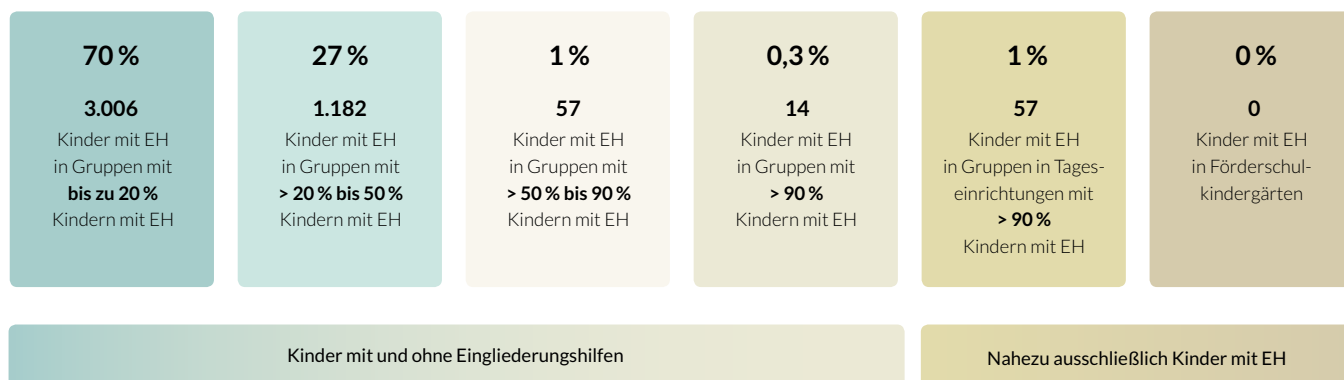 70 %
3.006
Kinder mit EH
in Gruppen mit
bis zu 20 %
Kindern mit EH
27 %
1.182
Kinder mit EH
in Gruppen mit
> 20 % bis 50 %
Kindern mit EH
1 %
57
Kinder mit EH
in Gruppen mit
> 50 % bis 90 %
Kindern mit EH
0,3 %
14
Kinder mit EH
in Gruppen mit
> 90 %
Kindern mit EH
1 %
57
Kinder mit EH
in Gruppen in Tages-
einrichtungen mit
> 90 %
Kindern mit EH
0 %
0
Kinder mit EH
in Förderschul-
kindergärten
Kinder mit und ohne Eingliederungshilfen
Nahezu ausschließlich Kinder mit EH